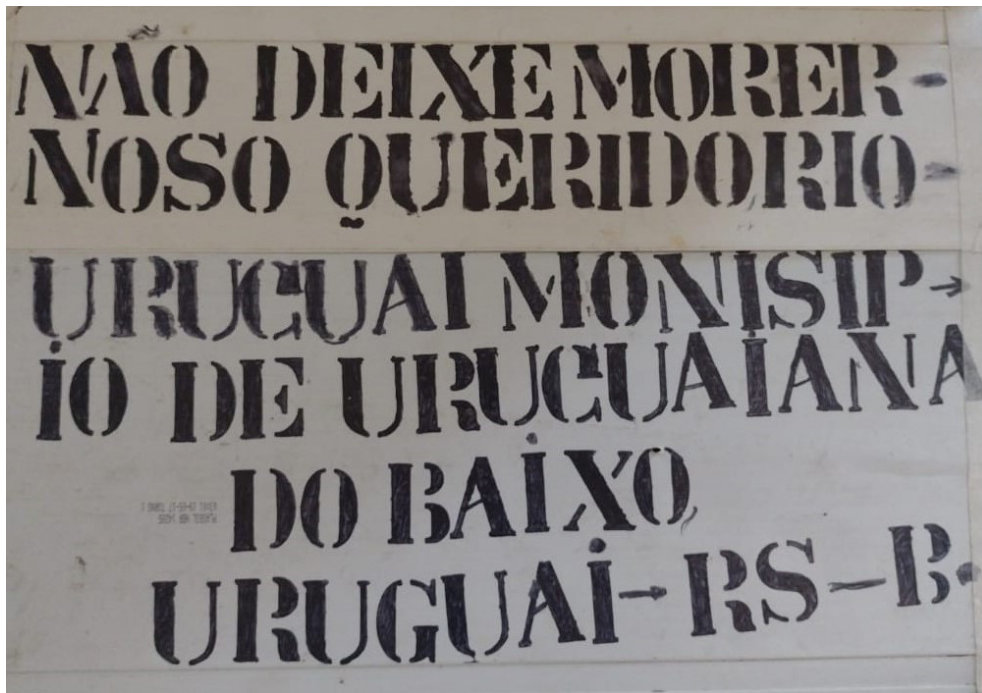 NÃO DEIXE MORER-
NOSO QUERIDO RIO-
URUGUAI MONISIP→
iO DE URUGUAiANA
DO BAiXO,
URUGUAi→RS-B-